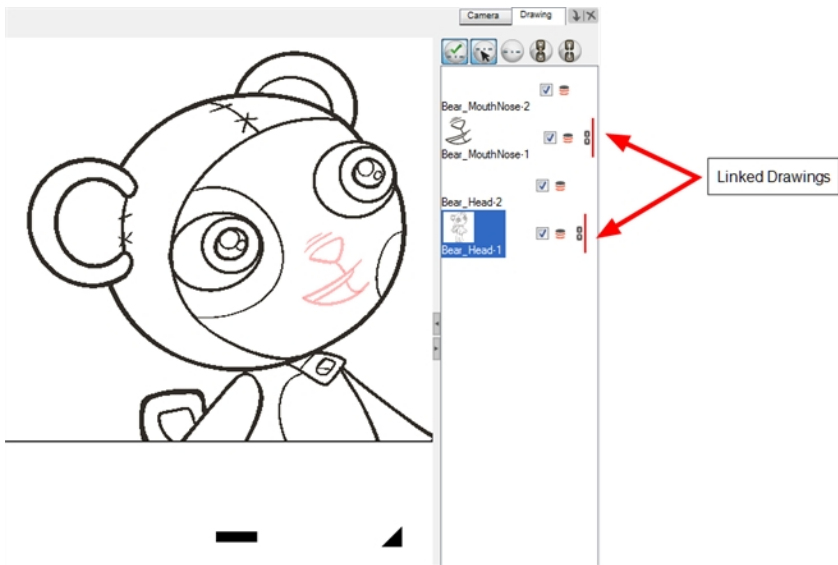 Camera
Drawing
Bear_MouthNose-2
Bear_MouthNose-1
Bear_Head-2
Bear_Head-1
Linked Drawings